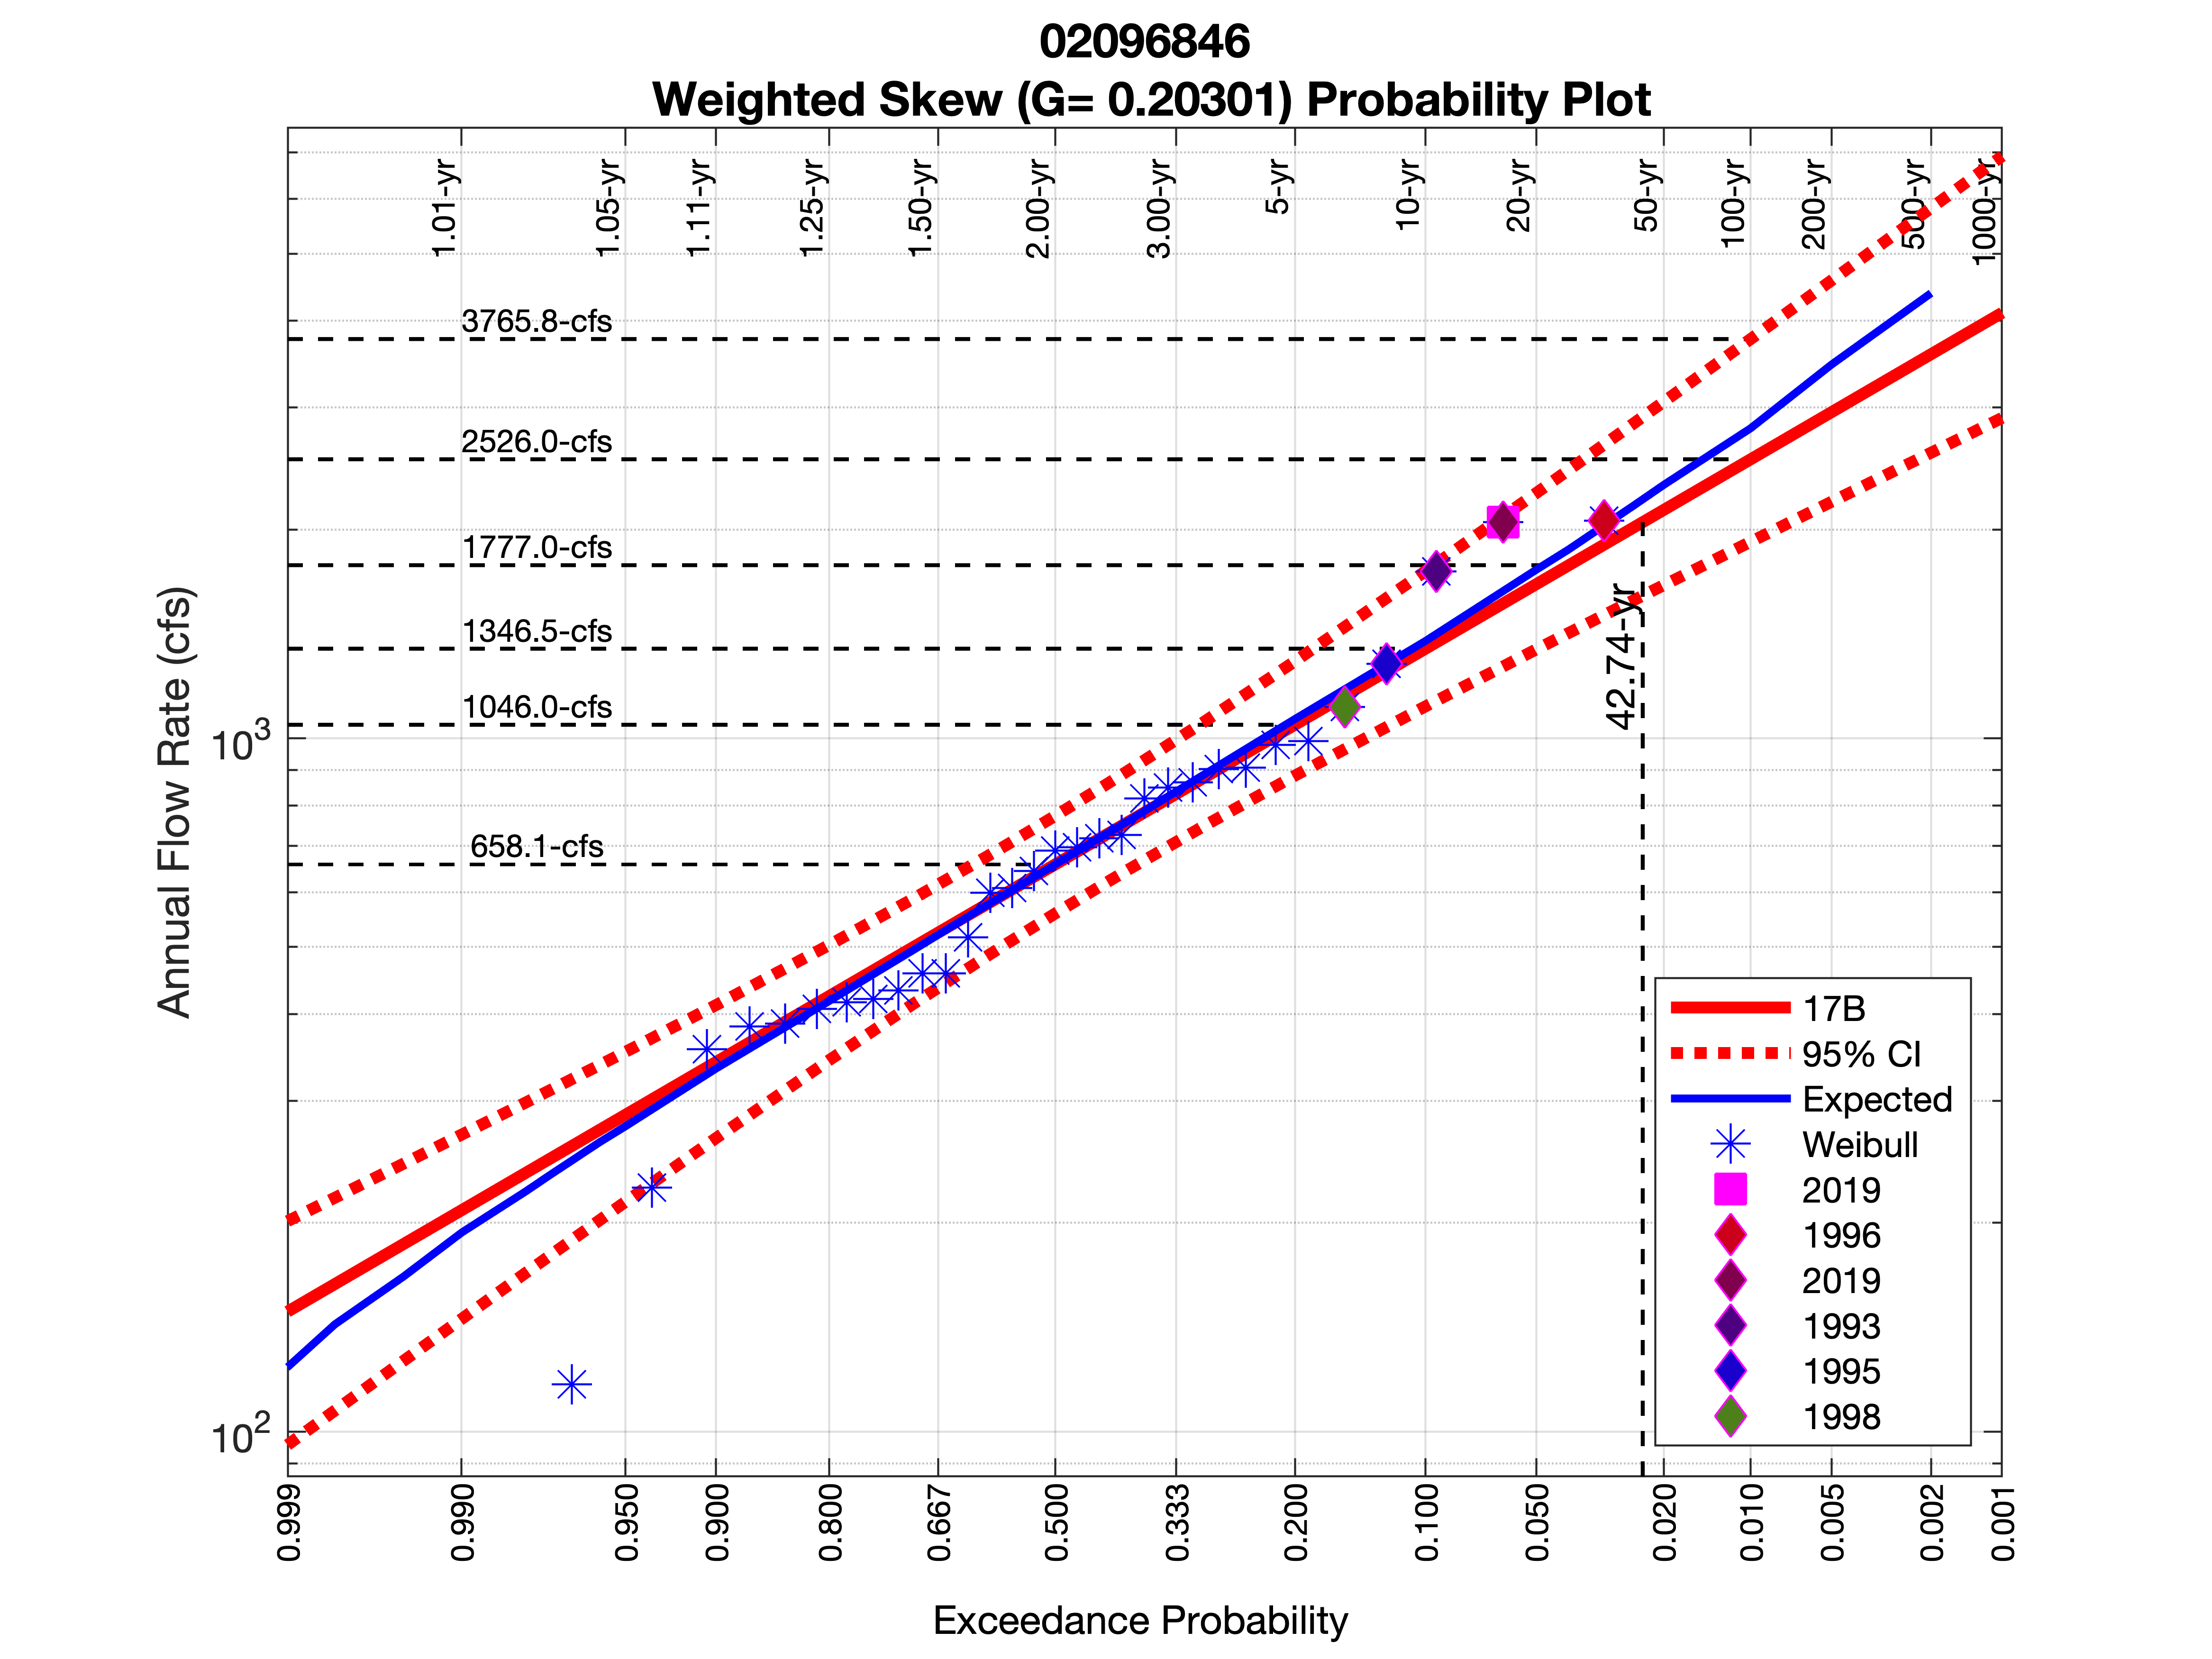 02096846
Weighted Skew (G= 0.20301) Probability Plot
1.01-yr
1.05-yr
1.11-yr
1.25-yr
1.50-yr
2.00-yr
3.00-yr
5-yr
10-yr
20-yr
50-yr
100-yr
200-yr
500-yr
1000-yr
3765.8-cfs
2526.0-cfs
1777.0-cfs
1346.5-cfs
1046.0-cfs
658.1-cfs
42.74-yr
Annual Flow Rate (cfs)
10³
10²
17B
95% CI
Expected
Weibull
2019
1996
2019
1993
1995
1998
0.999
0.990
0.950
0.900
0.800
0.667
0.500
0.333
0.200
0.100
0.050
0.020
0.010
0.005
0.002
0.001
Exceedance Probability